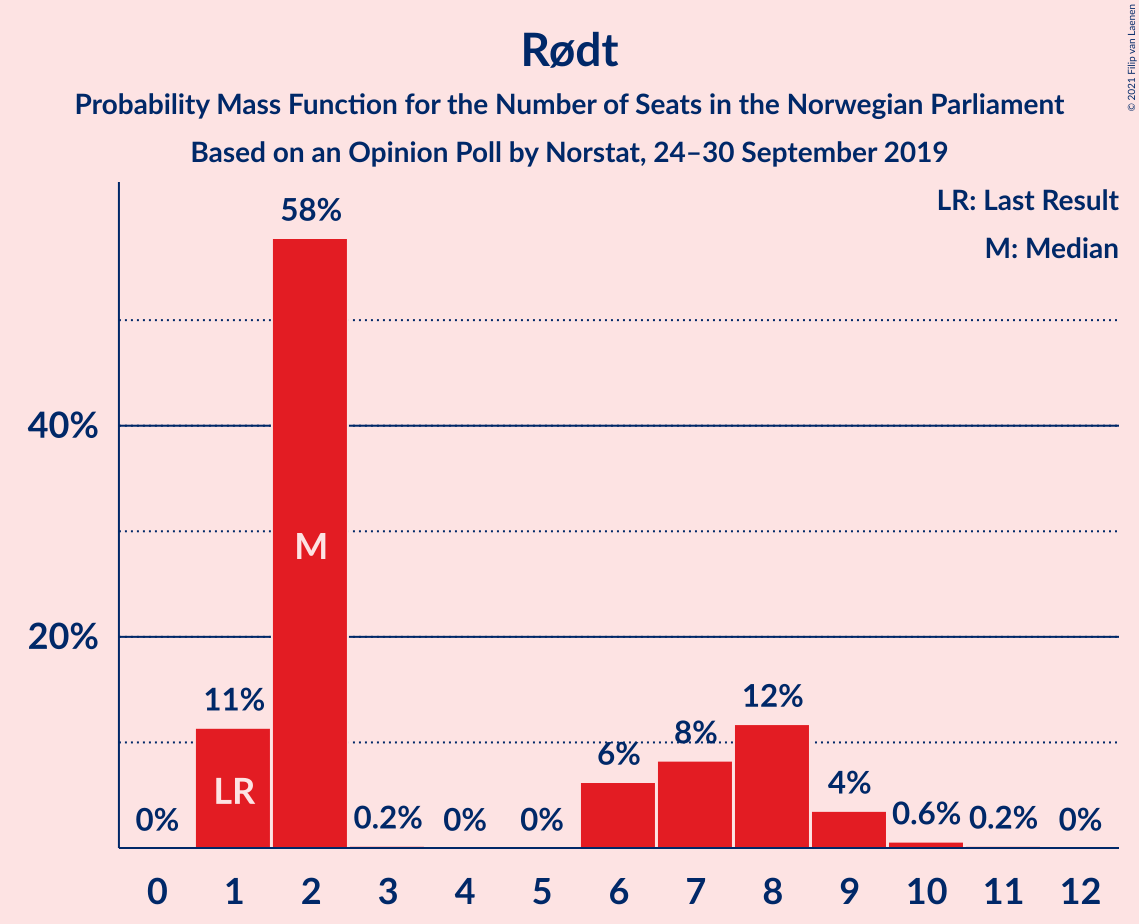 Rødt
Probability Mass Function for the Number of Seats in the Norwegian Parliament
Based on an Opinion Poll by Norstat, 24–30 September 2019
© 2021 Filip van Laenen
LR: Last Result
M: Median
40%
20%
0%
11%
58%
0.2%
0%
0%
6%
8%
12%
4%
0.6%
0.2%
0%
LR
M
0 1 2 3 4 5 6 7 8 9 10 11 12